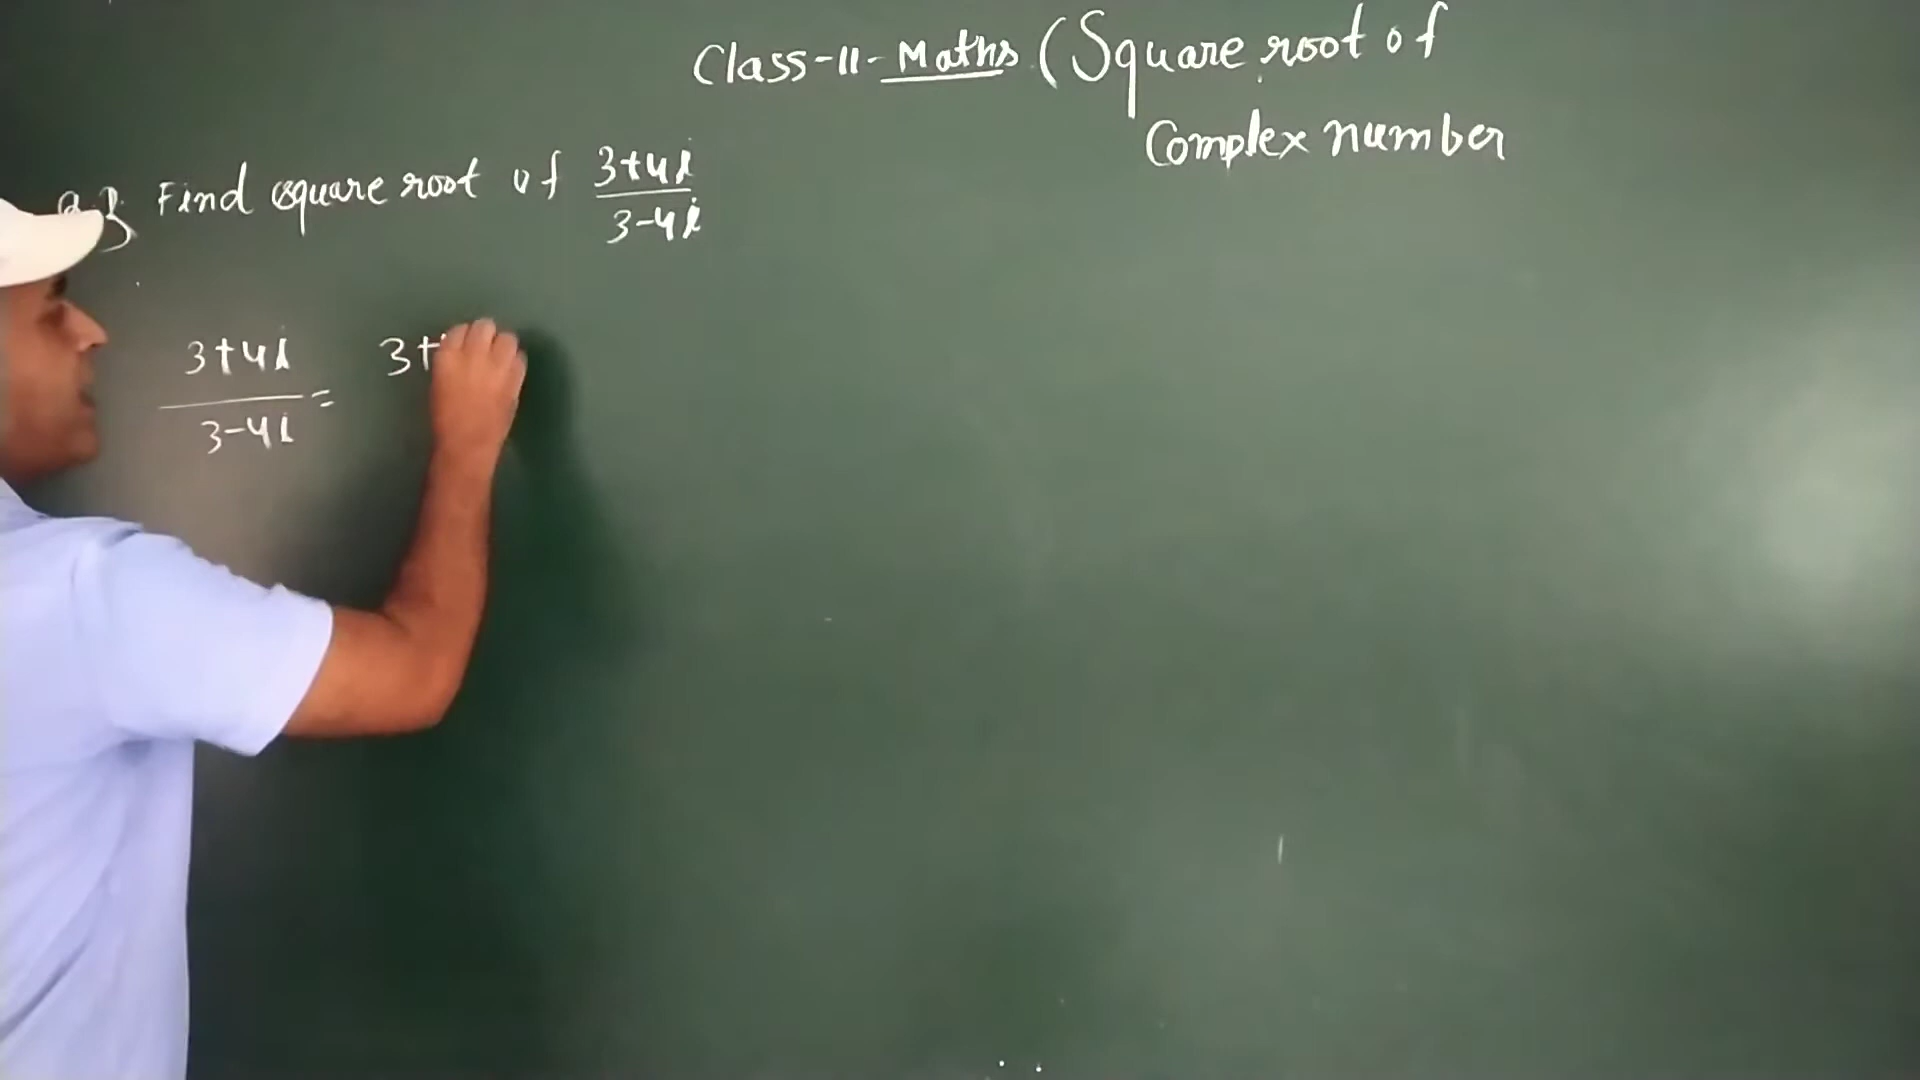 Class-11-Maths (Square root of
Complex number
Find square root of 3+4i
3-4i
3+4i
3-4i
= 3+